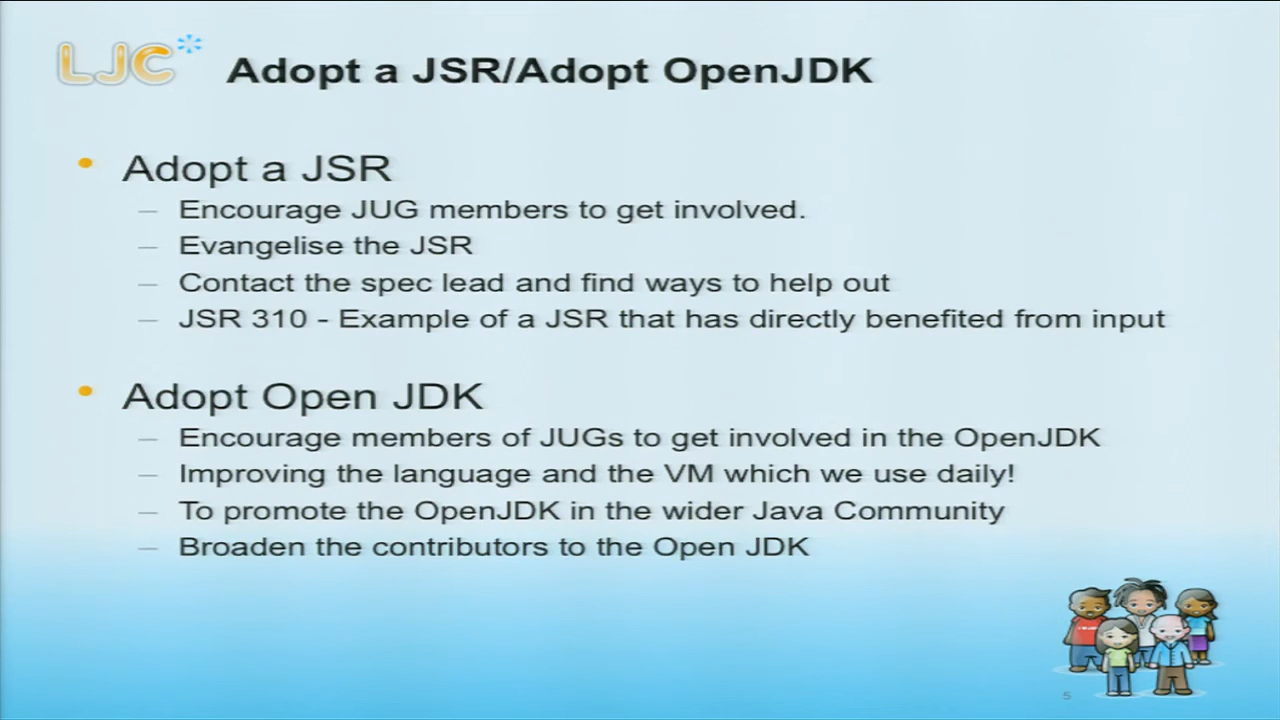 LJC*
Adopt a JSR/Adopt OpenJDK
• Adopt a JSR
– Encourage JUG members to get involved.
– Evangelise the JSR
– Contact the spec lead and find ways to help out
– JSR 310 - Example of a JSR that has directly benefited from input
• Adopt Open JDK
– Encourage members of JUGs to get involved in the OpenJDK
– Improving the language and the VM which we use daily!
– To promote the OpenJDK in the wider Java Community
– Broaden the contributors to the Open JDK
5